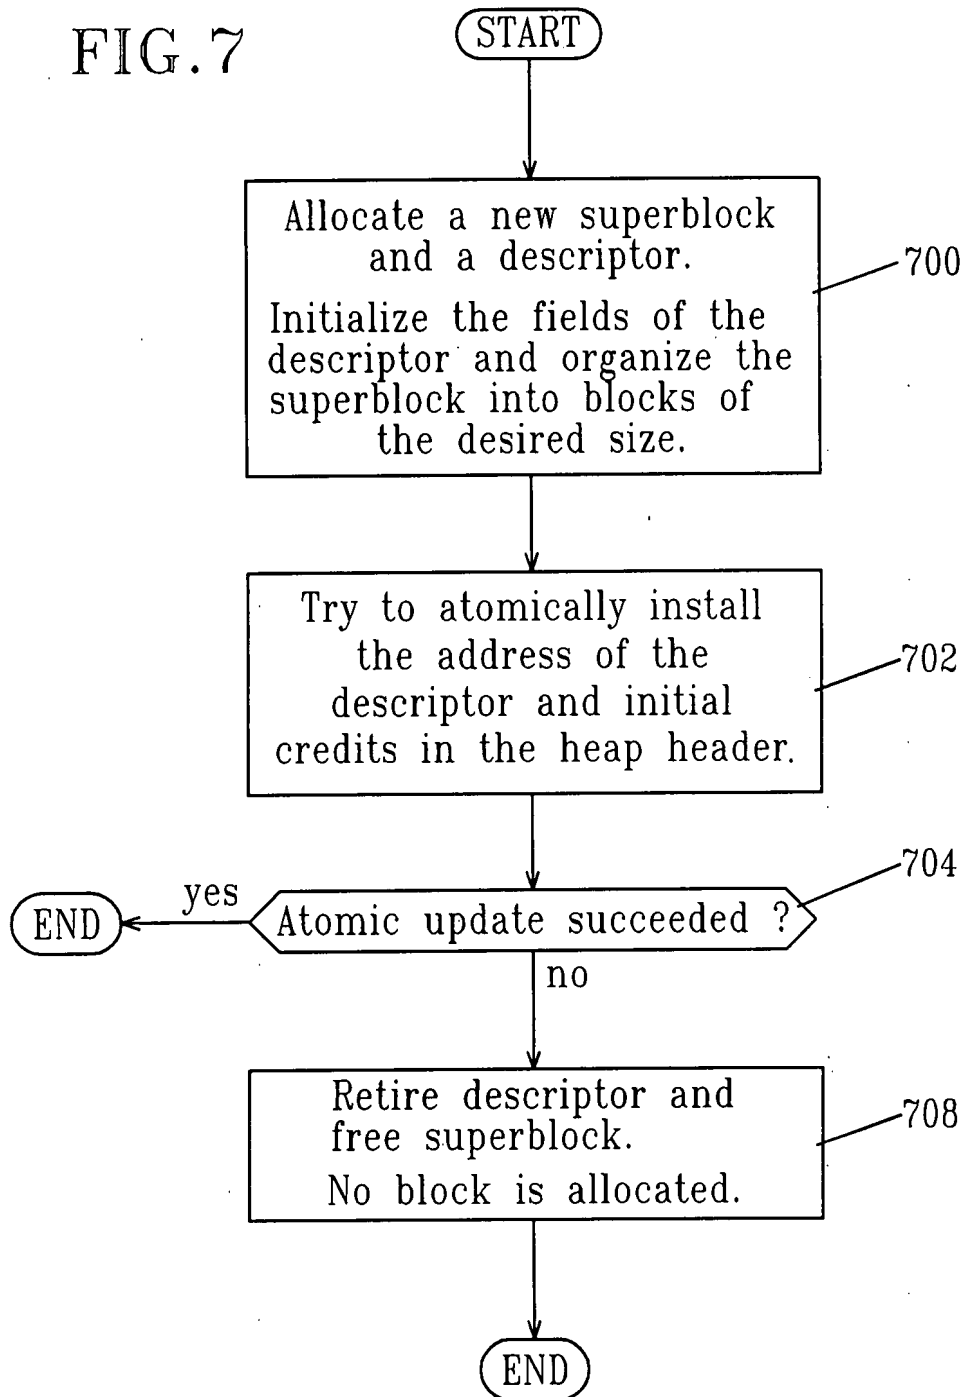 FIG.7
START
Allocate a new superblock
and a descriptor.
Initialize the fields of the
descriptor and organize the
superblock into blocks of
the desired size.
700
Try to atomically install
the address of the
descriptor and initial
credits in the heap header.
702
704
yes
END
Atomic update succeeded ?
no
Retire descriptor and
free superblock.
No block is allocated.
708
END